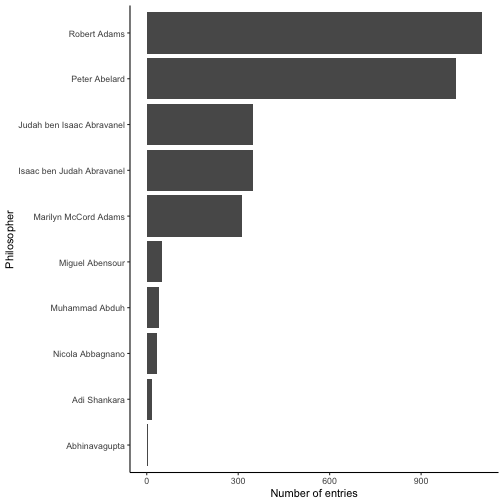 Robert Adams
Peter Abelard
Judah ben Isaac Abravanel
Isaac ben Judah Abravanel
Marilyn McCord Adams
Miguel Abensour
Muhammad Abduh
Nicola Abbagnano
Adi Shankara
Abhinavagupta
Philosopher
0 300 600 900
Number of entries